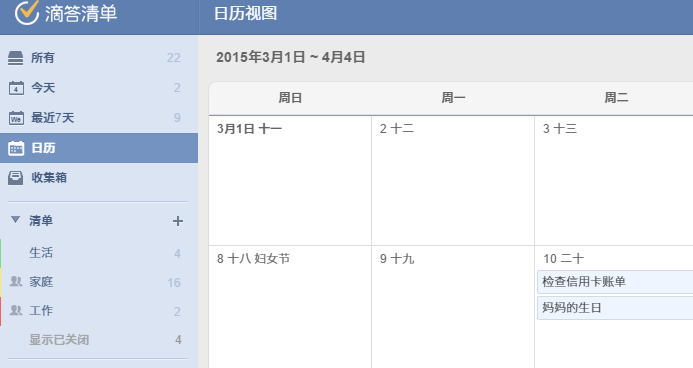 滴答清单
日历视图
所有 22
今天 2
最近7天 9
日历
收集箱
清单 +
生活 4
家庭 16
工作 2
显示已关闭 4
2015年3月1日 ~ 4月4日
周日 周一 周二
3月1日 十一 2 十二 3 十三
8 十八 妇女节 9 十九 10 二十
检查信用卡账单
妈妈的生日